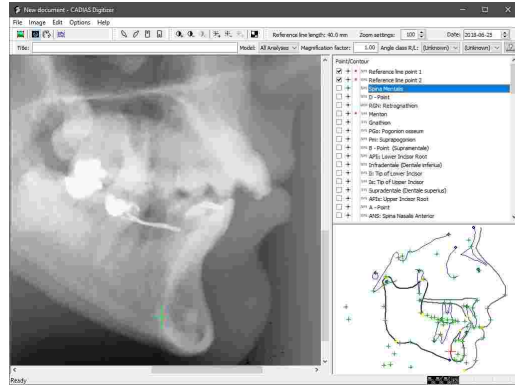 New document - CADIAS Digitizer
File Image Edit Options Help
Reference line length: 40.0 mm Zoom settings: 100 Date: 2018-06-25
Title: Model: All Analyses Magnification factor: 1.00 Angle class R/L: (Unknown) (Unknown)
Point/Contour
Reference line point 1
Reference line point 2
Spina Mentalis
D - Point
RGN: Retrognathion
Menton
Gnathion
PGo: Pogonion osseum
Pm: Suprapogonion
B - Point (Supramentale)
APIi: Lower Incisor Root
Infradentale (Dentale inferius)
Ii: Tip of Lower Incisor
Is: Tip of Upper Incisor
Supradentale (Dentale superius)
APIs: Upper Incisor Root
A - Point
ANS: Spina Nasalis Anterior
Ready